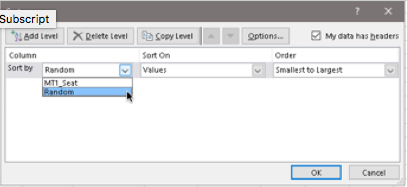 Subscript
? X
Add Level Delete Level Copy Level Options... My data has headers
Column Sort On Order
Sort by Random Values Smallest to Largest
MT1_Seat
Random
OK Cancel